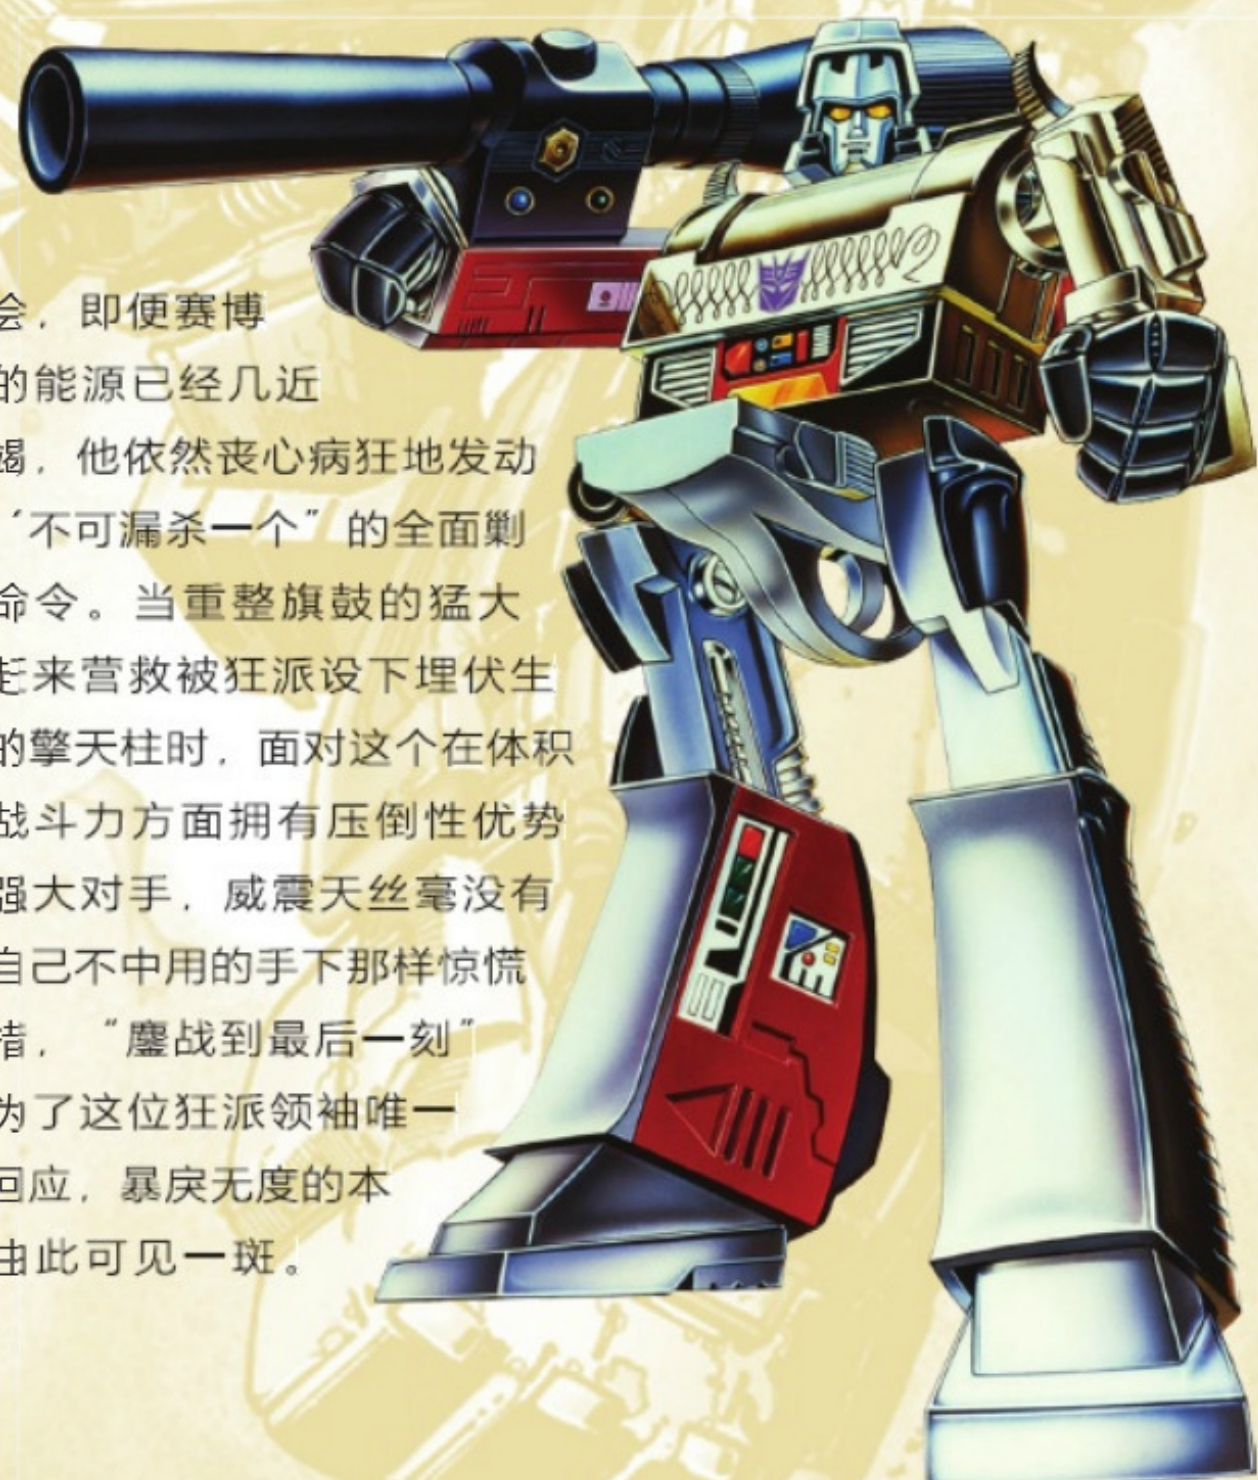 会，即便赛博
的能源已经几近
竭，他依然丧心病狂地发动
“不可漏杀一个”的全面剿
命令。当重整旗鼓的猛大
赶来营救被狂派设下埋伏生
的擎天柱时，面对这个在体积
战斗力方面拥有压倒性优势
强大对手，威震天丝毫没有
自己不中用的手下那样惊慌
措，“鏖战到最后一刻”
为了这位狂派领袖唯一
回应，暴戾无度的本
由此可见一斑。